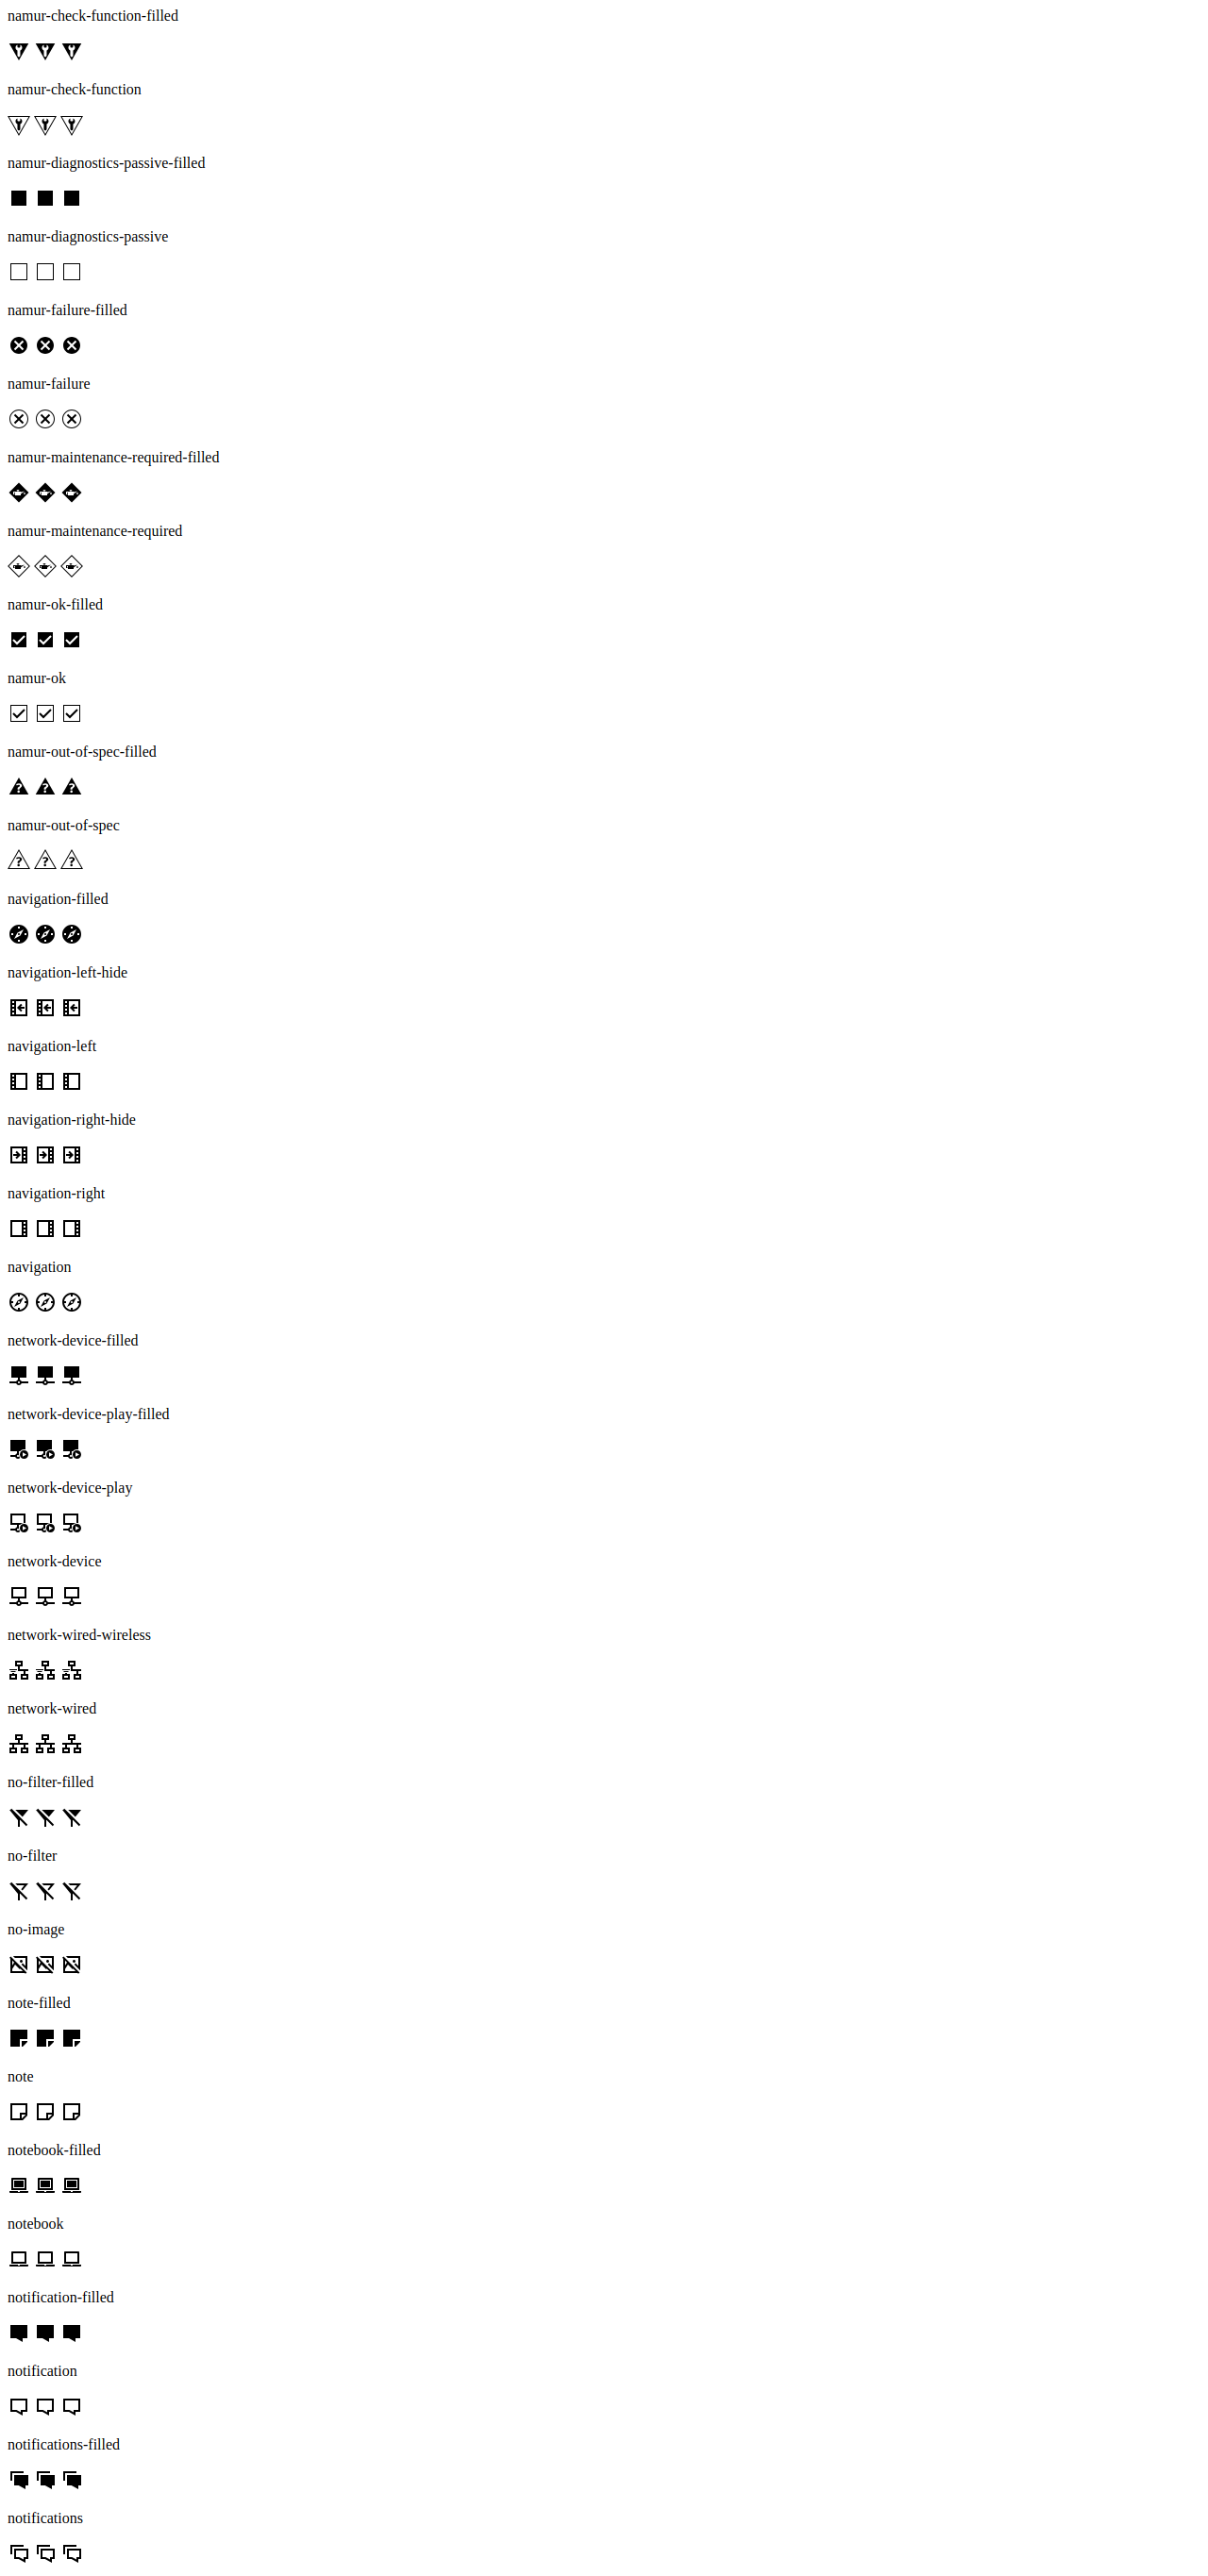 namur-check-function-filled
namur-check-function
namur-diagnostics-passive-filled
namur-diagnostics-passive
namur-failure-filled
namur-failure
namur-maintenance-required-filled
namur-maintenance-required
namur-ok-filled
namur-ok
namur-out-of-spec-filled
namur-out-of-spec
navigation-filled
navigation-left-hide
navigation-left
navigation-right-hide
navigation-right
navigation
network-device-filled
network-device-play-filled
network-device-play
network-device
network-wired-wireless
network-wired
no-filter-filled
no-filter
no-image
note-filled
note
notebook-filled
notebook
notification-filled
notification
notifications-filled
notifications